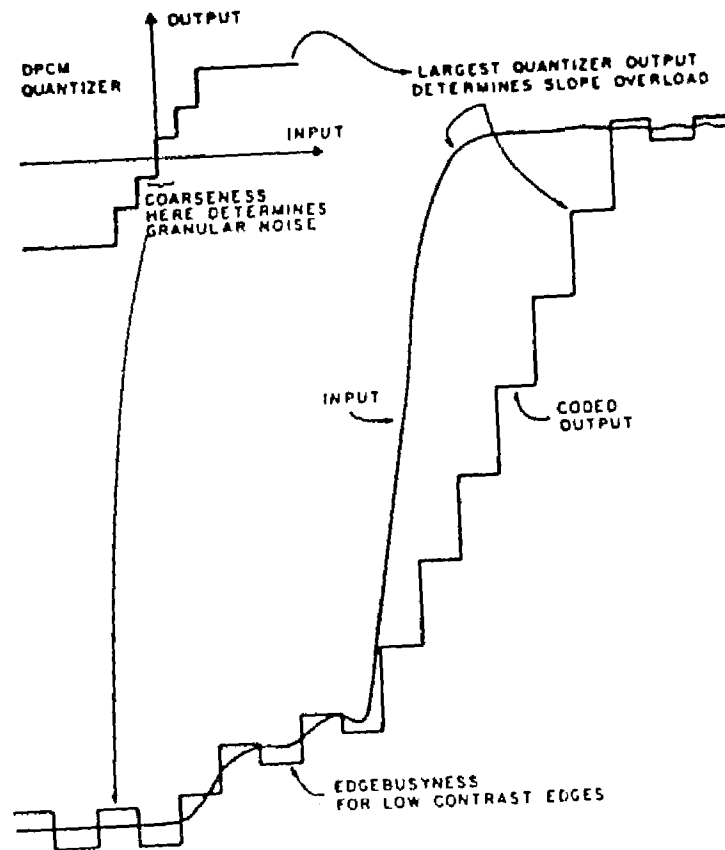 OUTPUT
DPCM
QUANTIZER
LARGEST QUANTIZER OUTPUT
DETERMINES SLOPE OVERLOAD
INPUT
COARSENESS
HERE DETERMINES
GRANULAR NOISE
INPUT
CODED
OUTPUT
EDGEBUSYNESS
FOR LOW CONTRAST EDGES